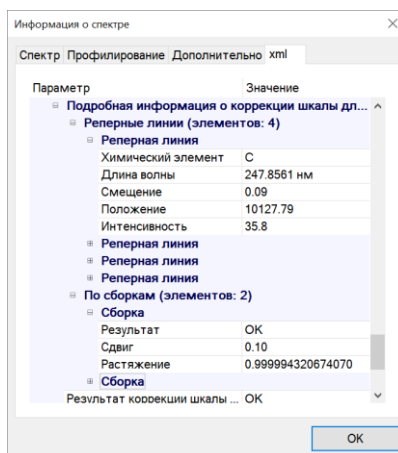 Информация о спектре
Спектр Профилирование Дополнительно xml
Параметр Значение
Подробная информация о коррекции шкалы дл...
Реперные линии (элементов: 4)
Реперная линия
Химический элемент C
Длина волны 247.8561 нм
Смещение 0.09
Положение 10127.79
Интенсивность 35.8
Реперная линия
Реперная линия
Реперная линия
По сборкам (элементов: 2)
Сборка
Результат OK
Сдвиг 0.10
Растяжение 0.999994320674070
Сборка
Результат коррекции шкалы ... OK
OK